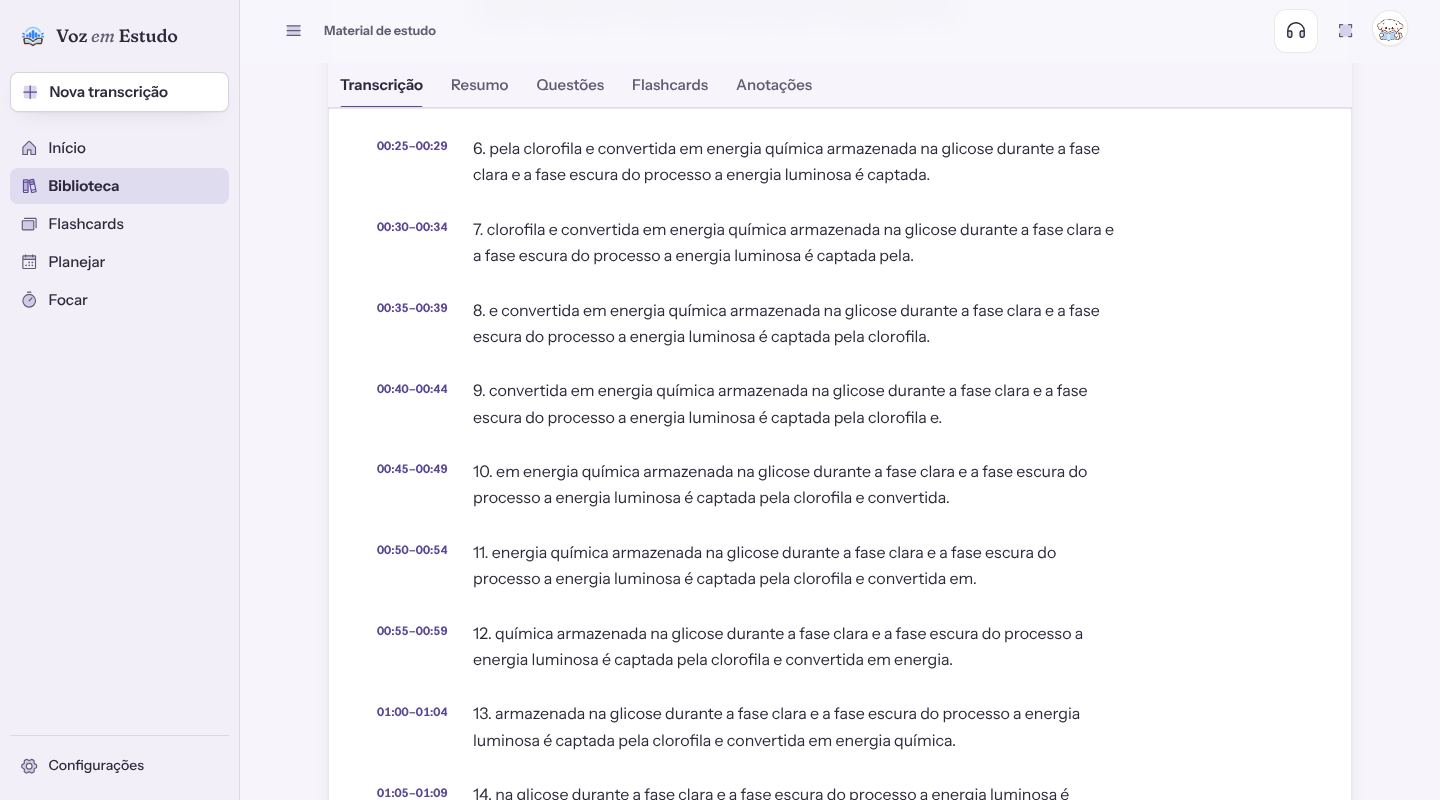 Voz em Estudo
Nova transcrição
Início
Biblioteca
Flashcards
Planejar
Focar
Configurações
Material de estudo
Transcrição Resumo Questões Flashcards Anotações
00:25–00:29
6. pela clorofila e convertida em energia química armazenada na glicose durante a fase
clara e a fase escura do processo a energia luminosa é captada.
00:30–00:34
7. clorofila e convertida em energia química armazenada na glicose durante a fase clara e
a fase escura do processo a energia luminosa é captada pela.
00:35–00:39
8. e convertida em energia química armazenada na glicose durante a fase clara e a fase
escura do processo a energia luminosa é captada pela clorofila.
00:40–00:44
9. convertida em energia química armazenada na glicose durante a fase clara e a fase
escura do processo a energia luminosa é captada pela clorofila e.
00:45–00:49
10. em energia química armazenada na glicose durante a fase clara e a fase escura do
processo a energia luminosa é captada pela clorofila e convertida.
00:50–00:54
11. energia química armazenada na glicose durante a fase clara e a fase escura do
processo a energia luminosa é captada pela clorofila e convertida em.
00:55–00:59
12. química armazenada na glicose durante a fase clara e a fase escura do processo a
energia luminosa é captada pela clorofila e convertida em energia.
01:00–01:04
13. armazenada na glicose durante a fase clara e a fase escura do processo a energia
luminosa é captada pela clorofila e convertida em energia química.
01:05–01:09
14. na glicose durante a fase clara e a fase escura do processo a energia luminosa é